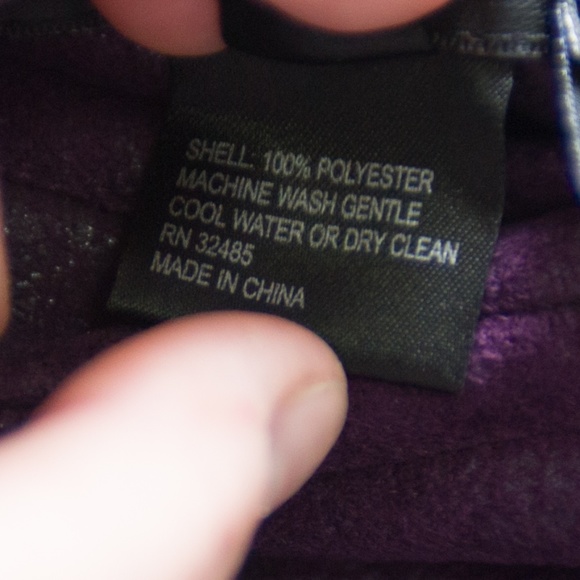 SHELL: 100% POLYESTER
MACHINE WASH GENTLE
COOL WATER OR DRY CLEAN
RN 32485
MADE IN CHINA